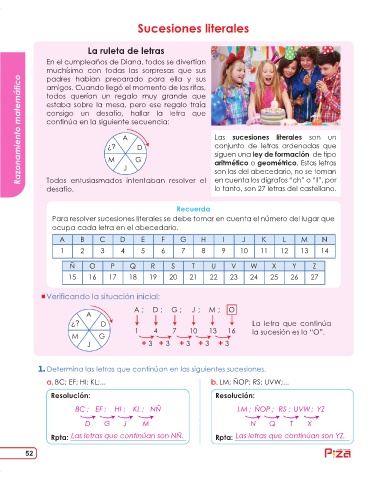 Sucesiones literales
Razonamiento matemático
La ruleta de letras
En el cumpleaños de Diana, todos se divertían
muchísimo con todas las sorpresas que sus
padres habían preparado para ella y sus
amigos. Cuando llegó el momento de las rifas,
todos querían un regalo muy grande que
estaba sobre la mesa, pero ese regalo traía
consigo un desafío, hallar la letra que
continúa en la siguiente secuencia:
A
¿? D
M G
J
Todos entusiasmados intentaban resolver el
desafío.
Las sucesiones literales son un
conjunto de letras ordenadas que
siguen una ley de formación de tipo
aritmético o geométrico. Estas letras
son las del abecedario, no se toman
en cuenta los dígrafos "ch" o "ll", por
lo tanto, son 27 letras del castellano.
Recuerda
Para resolver sucesiones literales se debe tomar en cuenta el número del lugar que
ocupa cada letra en el abecedario.
A B C D E F G H I J K L M N
1 2 3 4 5 6 7 8 9 10 11 12 13 14
Ñ O P Q R S T U V W X Y Z
15 16 17 18 19 20 21 22 23 24 25 26 27
Verificando la situación inicial:
A
¿? D
M G
J
A ; D ; G ; J ; M ; O
1 4 7 10 13 16
+ 3 + 3 + 3 + 3 + 3
La letra que continúa
la sucesión es la "O".
1. Determina las letras que continúan en las siguientes sucesiones.
a. BC; EF; HI; KL;...
Resolución:
BC ; EF ; HI ; KL ; NÑ
D G J M
Rpta: Las letras que continúan son NÑ.
b. LM; ÑOP; RS; UVW;...
Resolución:
LM ; ÑOP ; RS ; UVW ; YZ
N Q T X
Rpta: Las letras que continúan son YZ.
52
Piza